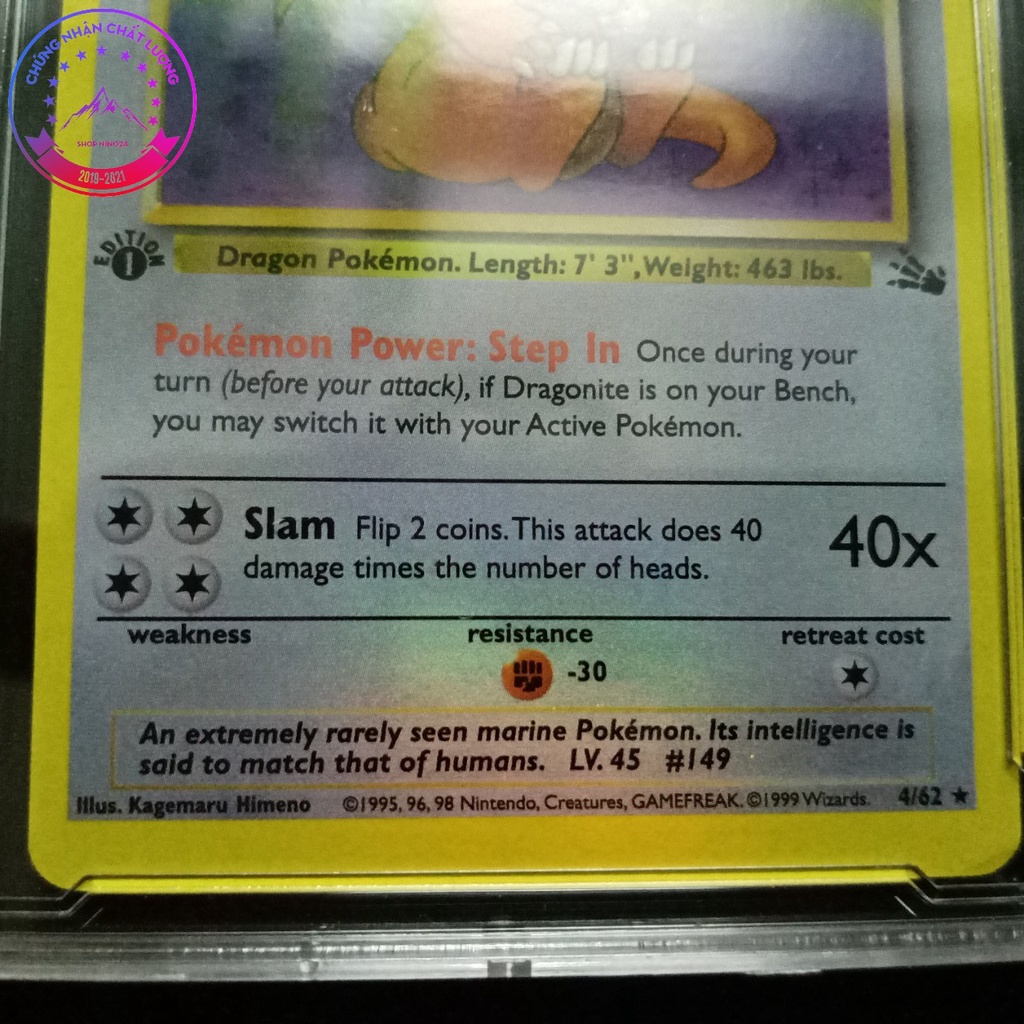 CHỨNG NHẬN CHẤT LƯỢNG
SHOP NINO24
2019-2021
EDITION
1
Dragon Pokémon. Length: 7' 3", Weight: 463 lbs.
Pokémon Power: Step In Once during your
turn (before your attack), if Dragonite is on your Bench,
you may switch it with your Active Pokémon.
Slam Flip 2 coins. This attack does 40
damage times the number of heads.
40x
weakness resistance retreat cost
-30
An extremely rarely seen marine Pokémon. Its intelligence is
said to match that of humans. LV. 45 #149
Illus. Kagemaru Himeno ©1995, 96, 98 Nintendo, Creatures, GAMEFREAK. ©1999 Wizards. 4/62 ★